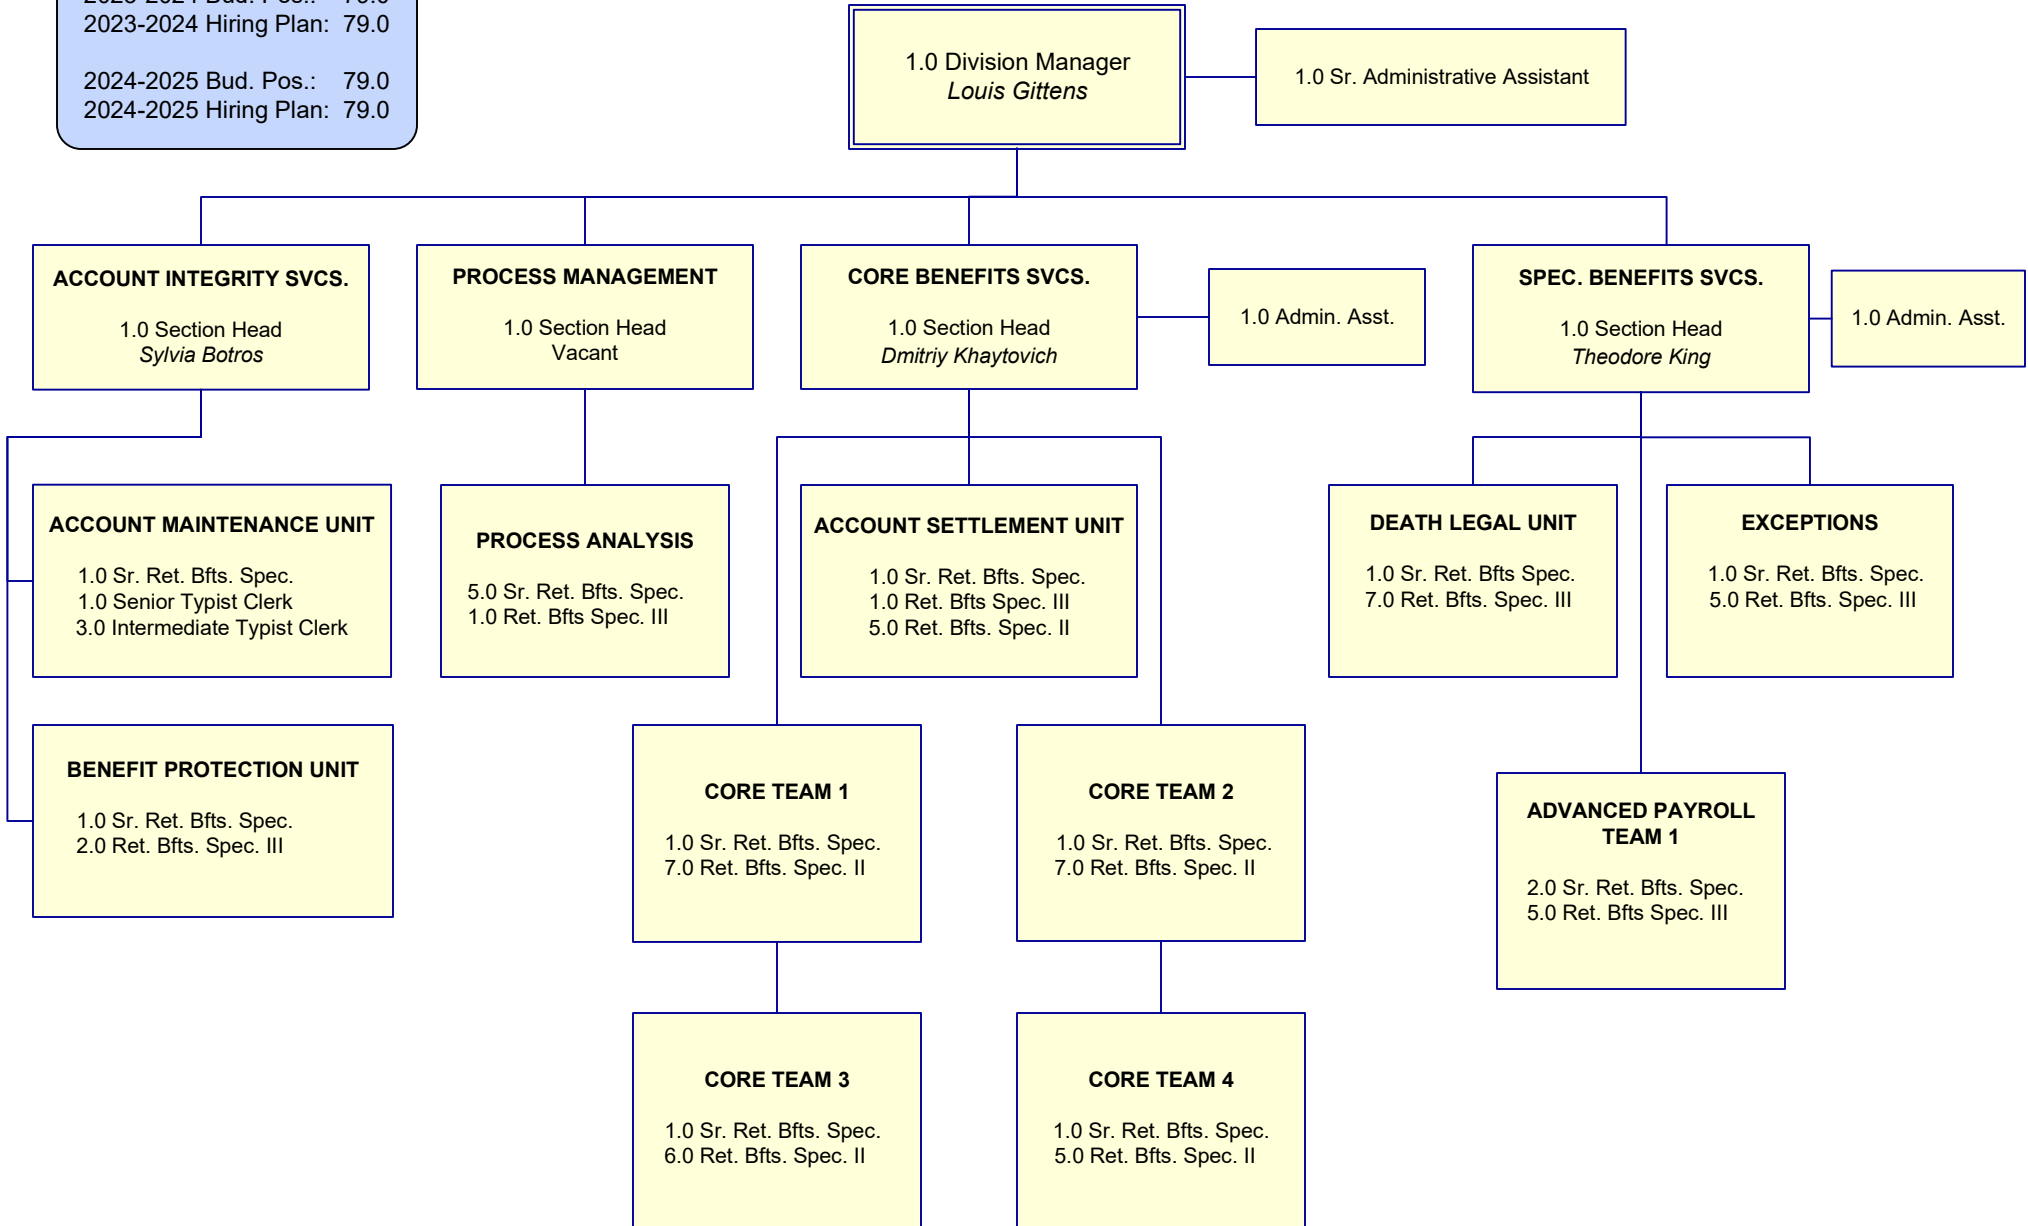 2023-2024 Hiring Plan: 79.0
2024-2025 Bud. Pos.: 79.0
2024-2025 Hiring Plan: 79.0
1.0 Division Manager
Louis Gittens
1.0 Sr. Administrative Assistant
ACCOUNT INTEGRITY SVCS.
1.0 Section Head
Sylvia Botros
PROCESS MANAGEMENT
1.0 Section Head
Vacant
CORE BENEFITS SVCS.
1.0 Section Head
Dmitriy Khaytovich
1.0 Admin. Asst.
SPEC. BENEFITS SVCS.
1.0 Section Head
Theodore King
1.0 Admin. Asst.
ACCOUNT MAINTENANCE UNIT
1.0 Sr. Ret. Bfts. Spec.
1.0 Senior Typist Clerk
3.0 Intermediate Typist Clerk
PROCESS ANALYSIS
5.0 Sr. Ret. Bfts. Spec.
1.0 Ret. Bfts Spec. III
ACCOUNT SETTLEMENT UNIT
1.0 Sr. Ret. Bfts. Spec.
1.0 Ret. Bfts Spec. III
5.0 Ret. Bfts. Spec. II
DEATH LEGAL UNIT
1.0 Sr. Ret. Bfts Spec.
7.0 Ret. Bfts. Spec. III
EXCEPTIONS
1.0 Sr. Ret. Bfts. Spec.
5.0 Ret. Bfts. Spec. III
BENEFIT PROTECTION UNIT
1.0 Sr. Ret. Bfts. Spec.
2.0 Ret. Bfts. Spec. III
CORE TEAM 1
1.0 Sr. Ret. Bfts. Spec.
7.0 Ret. Bfts. Spec. II
CORE TEAM 2
1.0 Sr. Ret. Bfts. Spec.
7.0 Ret. Bfts. Spec. II
ADVANCED PAYROLL
TEAM 1
2.0 Sr. Ret. Bfts. Spec.
5.0 Ret. Bfts Spec. III
CORE TEAM 3
1.0 Sr. Ret. Bfts. Spec.
6.0 Ret. Bfts. Spec. II
CORE TEAM 4
1.0 Sr. Ret. Bfts. Spec.
5.0 Ret. Bfts. Spec. II